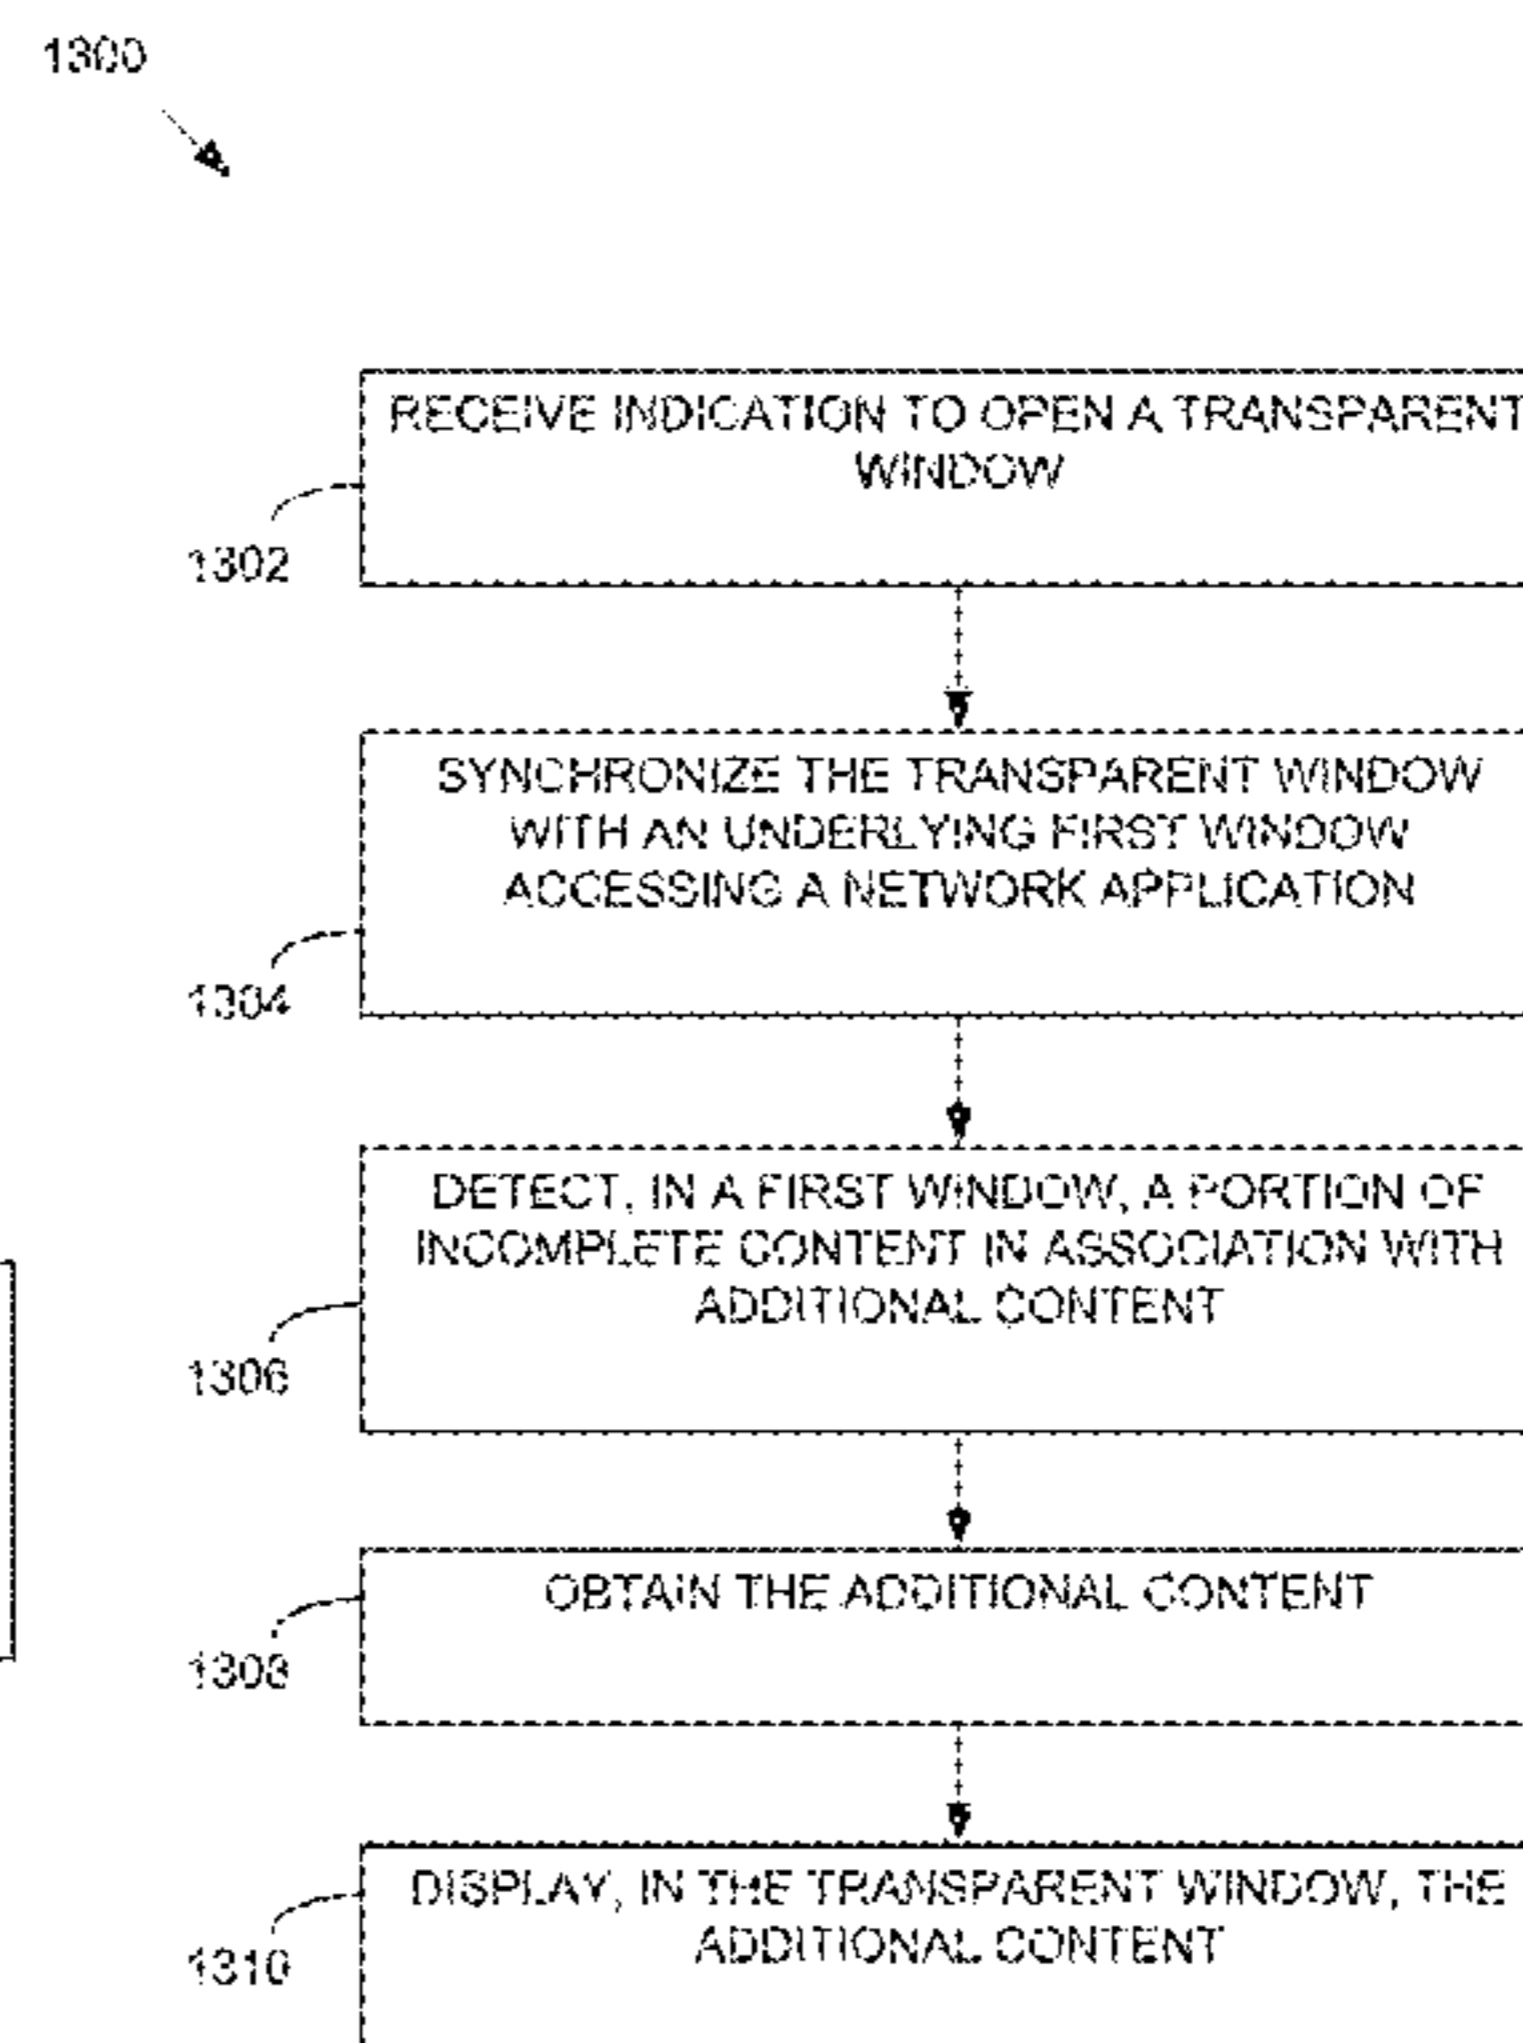 1300
RECEIVE INDICATION TO OPEN A TRANSPARENT
WINDOW
1302
SYNCHRONIZE THE TRANSPARENT WINDOW
WITH AN UNDERLYING FIRST WINDOW
ACCESSING A NETWORK APPLICATION
1304
DETECT, IN A FIRST WINDOW, A PORTION OF
INCOMPLETE CONTENT IN ASSOCIATION WITH
ADDITIONAL CONTENT
1306
OBTAIN THE ADDITIONAL CONTENT
1308
DISPLAY, IN THE TRANSPARENT WINDOW, THE
ADDITIONAL CONTENT
1310